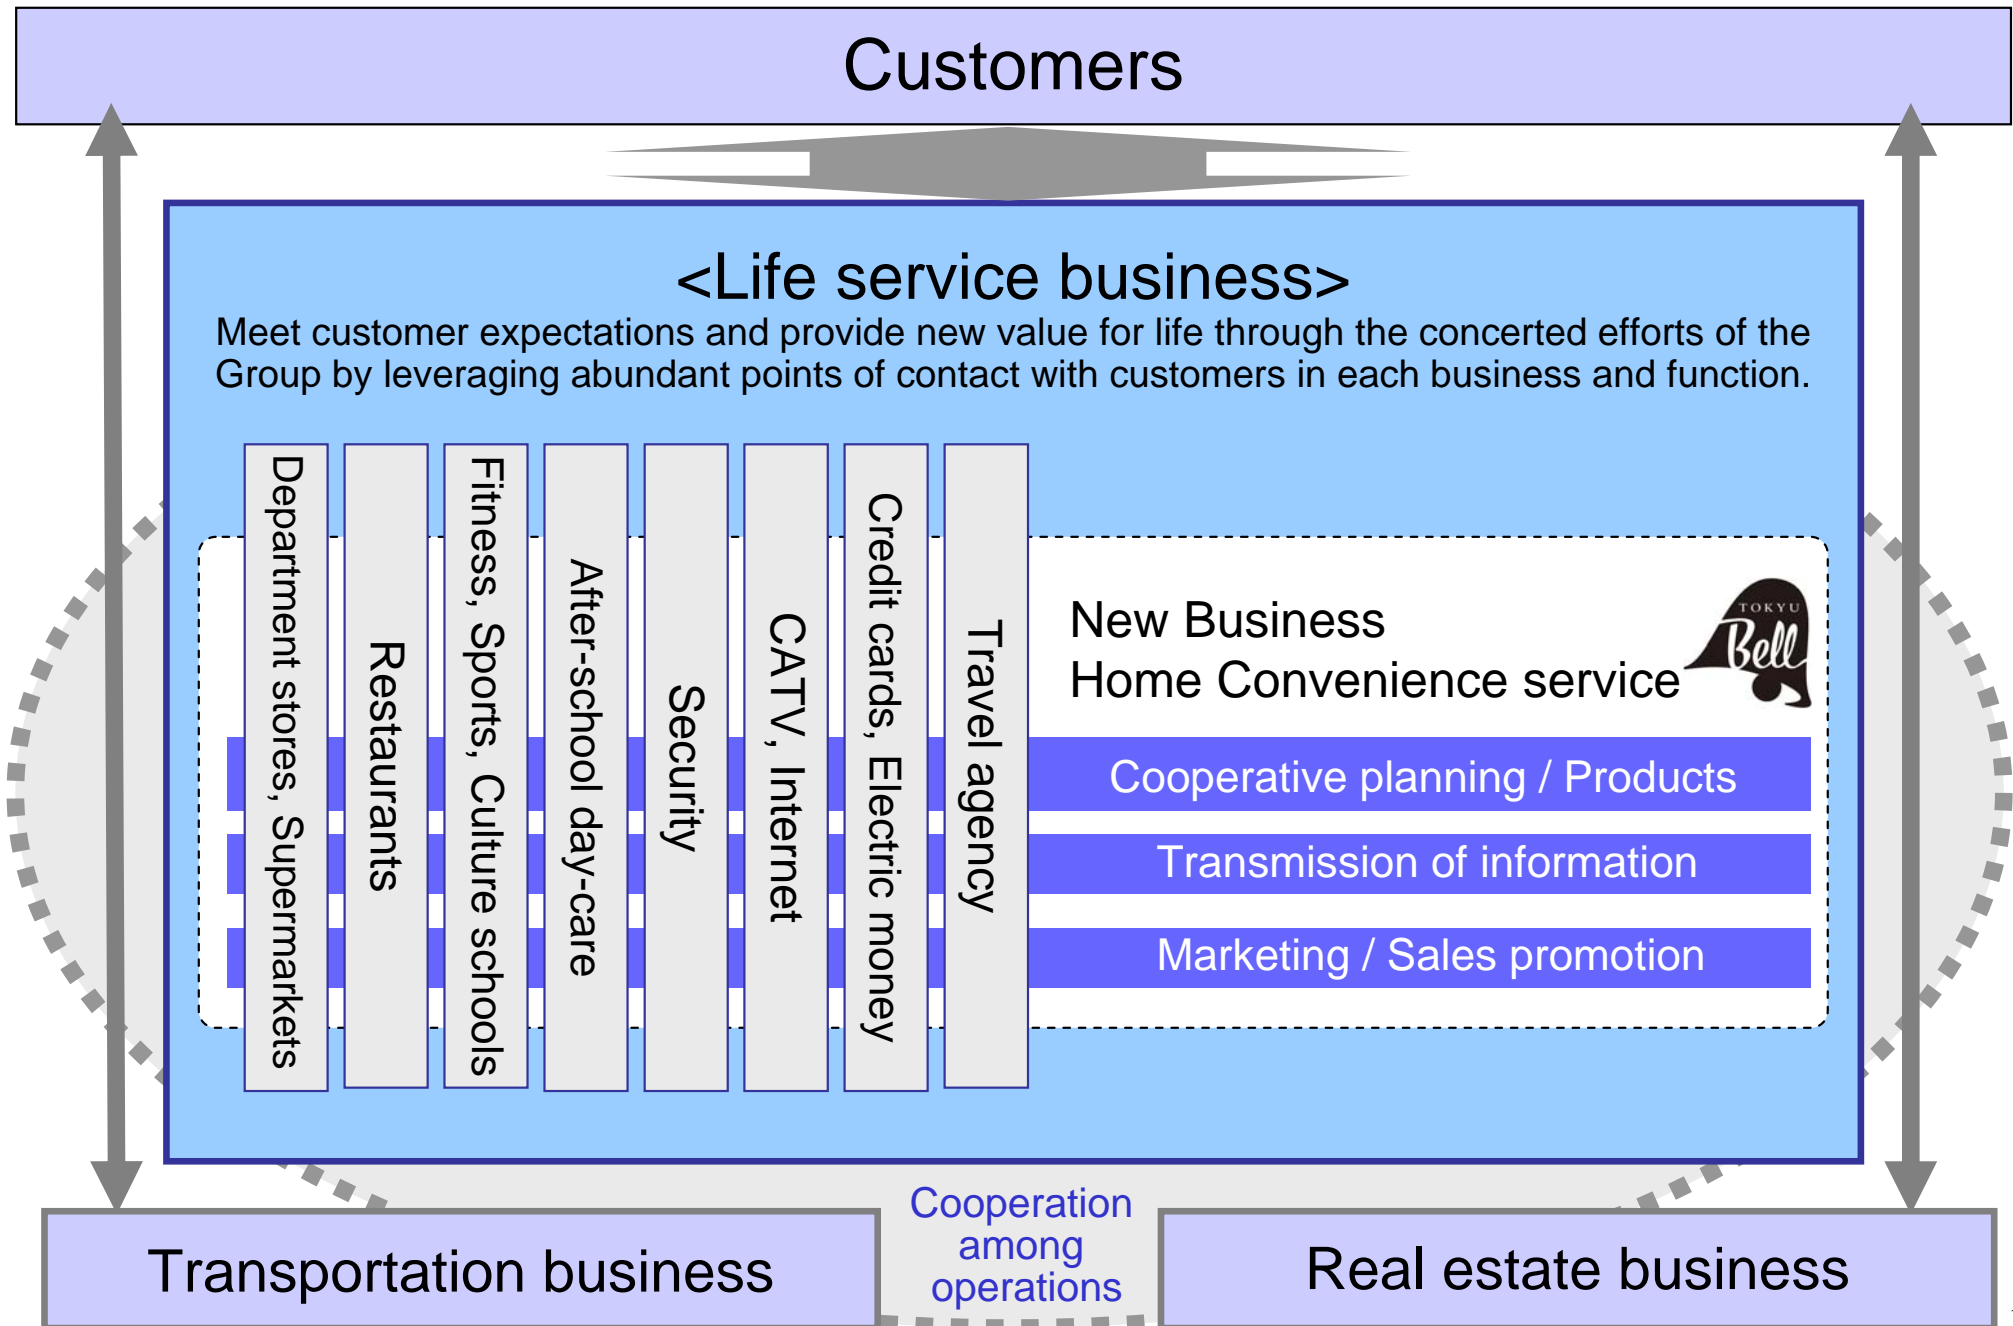 Customers
<Life service business>
Meet customer expectations and provide new value for life through the concerted efforts of the
Group by leveraging abundant points of contact with customers in each business and function.
Department stores, Supermarkets
Restaurants
Fitness, Sports, Culture schools
After-school day-care
Security
CATV, Internet
Credit cards, Electric money
Travel agency
New Business
Home Convenience service
TOKYU
Bell
Cooperative planning / Products
Transmission of information
Marketing / Sales promotion
Cooperation
among
operations
Transportation business
Real estate business